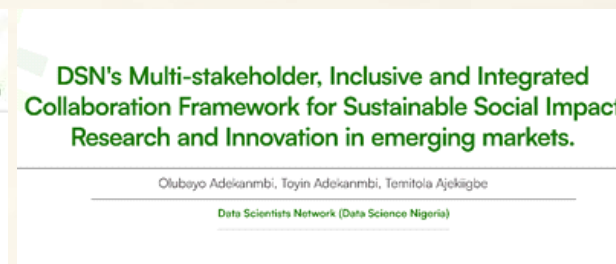 DSN's Multi-stakeholder, Inclusive and Integrated
Collaboration Framework for Sustainable Social Impact
Research and Innovation in emerging markets.
Olubayo Adekanmbi, Toyin Adekanmbi, Temitola Ajekiigbe
Data Scientists Network (Data Science Nigeria)